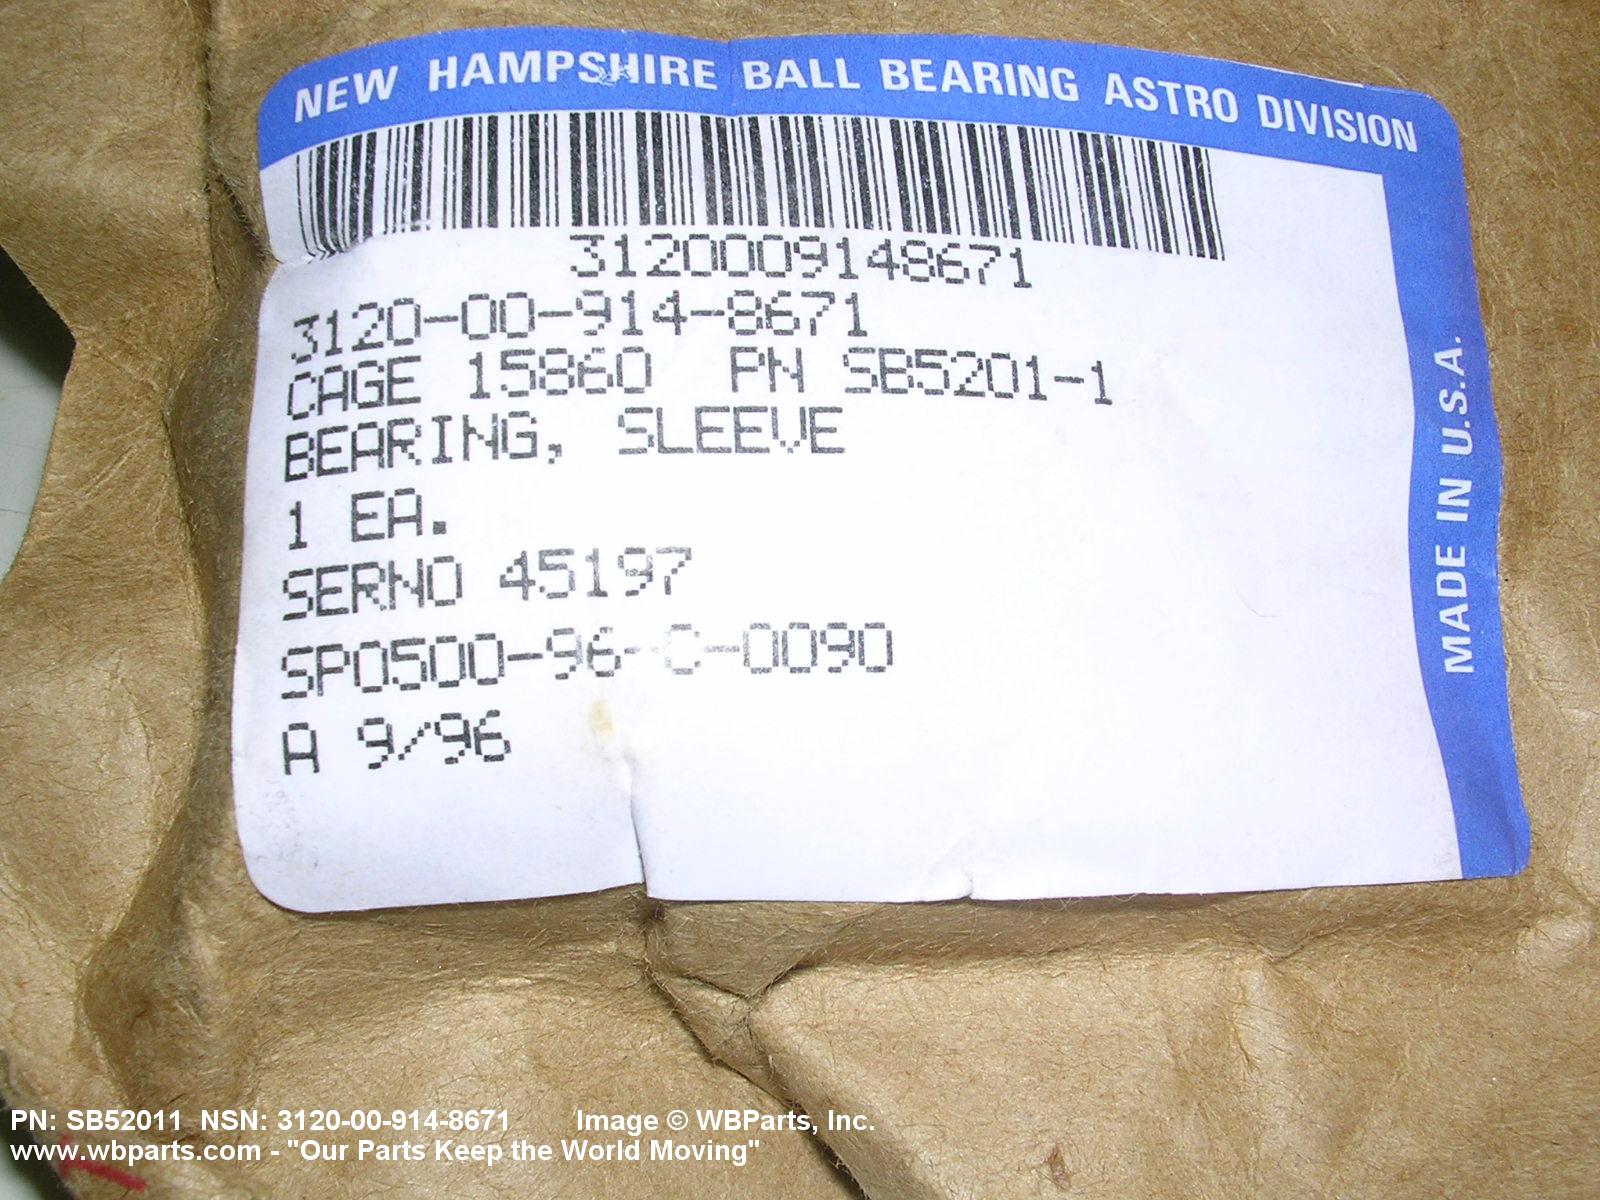 NEW HAMPSHIRE BALL BEARING ASTRO DIVISION
3120009148671
3120-00-914-8671
CAGE 15860 PN SB5201-1
BEARING, SLEEVE
1 EA.
SERNO 45197
SP0500-96-C-0090
A 9/96
MADE IN U.S.A.
PN: SB52011 NSN: 3120-00-914-8671 Image © WBParts, Inc.
www.wbparts.com - "Our Parts Keep the World Moving"